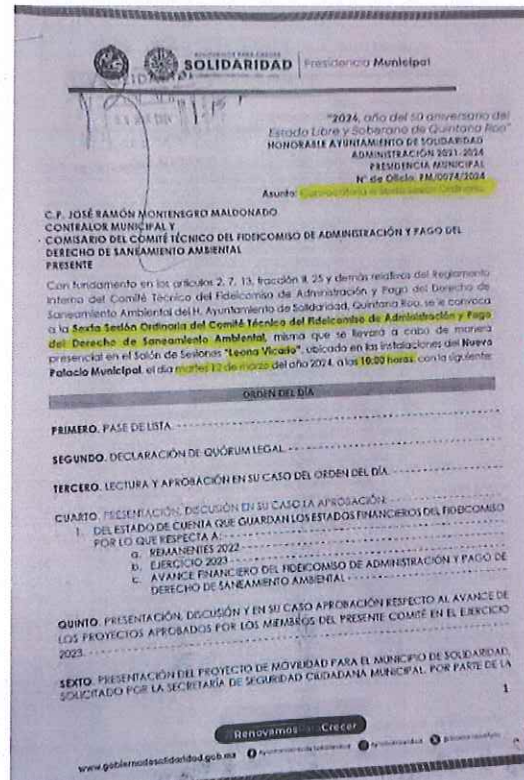 SOLIDARIDAD Presidencia Municipal
"2024, año del 50 aniversario del
Estado Libre y Soberano de Quintana Roo"
HONORABLE AYUNTAMIENTO DE SOLIDARIDAD
ADMINISTRACIÓN 2021-2024
PRESIDENCIA MUNICIPAL
N° de Oficio: PM/0074/2024
Asunto: Convocatoria a Sexta Sesión Ordinaria
C.P. JOSÉ RAMÓN MONTENEGRO MALDONADO
CONTRALOR MUNICIPAL Y
COMISARIO DEL COMITÉ TÉCNICO DEL FIDEICOMISO DE ADMINISTRACIÓN Y PAGO DEL
DERECHO DE SANEAMIENTO AMBIENTAL
PRESENTE
Con fundamento en los artículos 2, 7, 13, fracción II, 25 y demás relativos del Reglamento
Interno del Comité Técnico del Fideicomiso de Administración y Pago del Derecho de
Saneamiento Ambiental del H. Ayuntamiento de Solidaridad, Quintana Roo, se le convoca
a la Sexta Sesión Ordinaria del Comité Técnico del Fideicomiso de Administración y Pago
del Derecho de Saneamiento Ambiental, misma que se llevará a cabo de manera
presencial en el Salón de Sesiones "Leona Vicario", ubicado en las instalaciones del Nuevo
Palacio Municipal, el día martes 12 de marzo del año 2024, a las 10:00 horas, con la siguiente:
ORDEN DEL DÍA
PRIMERO. PASE DE LISTA.
SEGUNDO. DECLARACIÓN DE QUÓRUM LEGAL.
TERCERO. LECTURA Y APROBACIÓN EN SU CASO DEL ORDEN DEL DÍA.
CUARTO. PRESENTACIÓN, DISCUSIÓN EN SU CASO LA APROBACIÓN:
1. DEL ESTADO DE CUENTA QUE GUARDAN LOS ESTADOS FINANCIEROS DEL FIDEICOMISO
POR LO QUE RESPECTA A:
a. REMANENTES 2022
b. EJERCICIO 2023
c. AVANCE FINANCIERO DEL FIDEICOMISO DE ADMINISTRACIÓN Y PAGO DE
DERECHO DE SANEAMIENTO AMBIENTAL
QUINTO. PRESENTACIÓN, DISCUSIÓN Y EN SU CASO APROBACIÓN RESPECTO AL AVANCE DE
LOS PROYECTOS APROBADOS POR LOS MIEMBROS DEL PRESENTE COMITÉ EN EL EJERCICIO
2023.
SEXTO. PRESENTACIÓN DEL PROYECTO DE MOVILIDAD PARA EL MUNICIPIO DE SOLIDARIDAD,
SOLICITADO POR LA SECRETARÍA DE SEGURIDAD CIUDADANA MUNICIPAL, POR PARTE DE LA
1
Renovamos Para Crecer
www.gobiernodesolidaridad.gob.mx